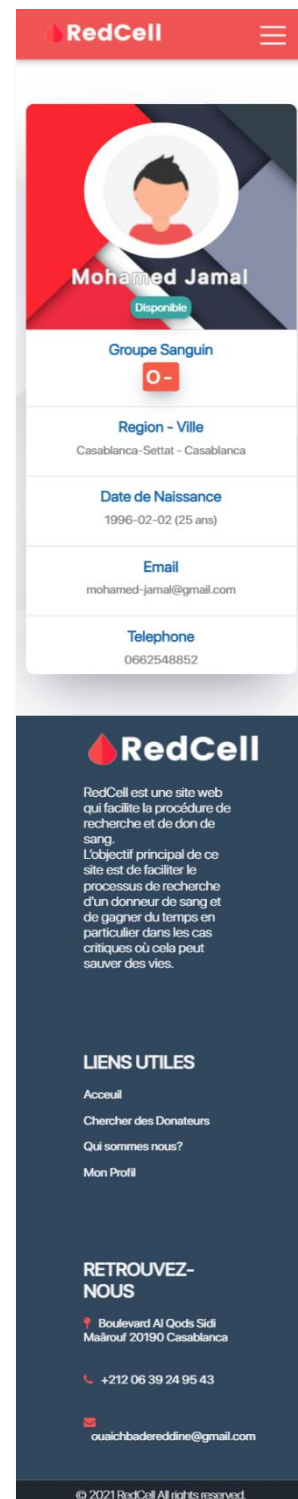 RedCell
Mohamed Jamal
Disponible
Groupe Sanguin
O -
Region - Ville
Casablanca-Settat - Casablanca
Date de Naissance
1996-02-02 (25 ans)
Email
mohamed-jamal@gmail.com
Telephone
0662548852
RedCell
RedCell est une site web
qui facilite la procédure de
recherche et de don de
sang.
L'objectif principal de ce
site est de faciliter le
processus de recherche
d'un donneur de sang et
de gagner du temps en
particulier dans les cas
critiques où cela peut
sauver des vies.
LIENS UTILES
Acceuil
Chercher des Donateurs
Qui sommes nous?
Mon Profil
RETROUVEZ-
NOUS
Boulevard Al Qods Sidi
Maârouf 20190 Casablanca
+212 06 39 24 95 43
ouaichbadereddine@gmail.com
© 2021 RedCell All rights reserved.